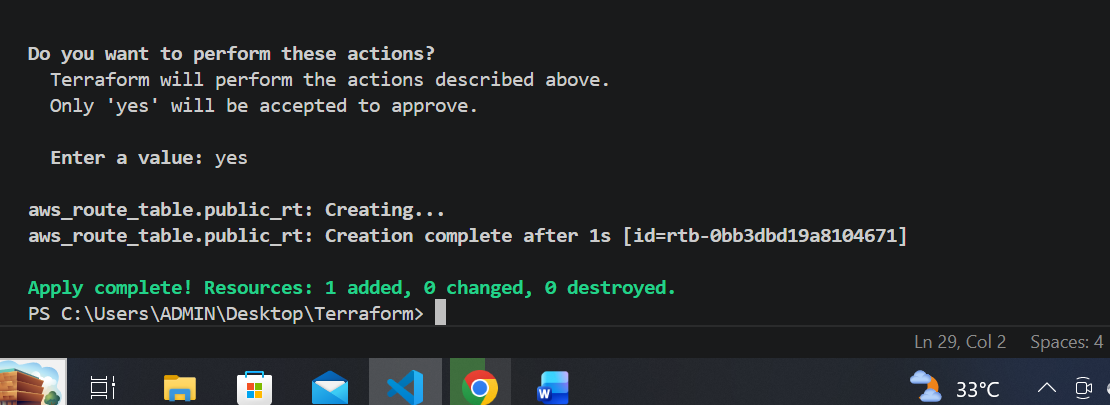 Do you want to perform these actions?
Terraform will perform the actions described above.
Only 'yes' will be accepted to approve.
Enter a value: yes
aws_route_table.public_rt: Creating...
aws_route_table.public_rt: Creation complete after 1s [id=rtb-0bb3dbd19a8104671]
Apply complete! Resources: 1 added, 0 changed, 0 destroyed.
PS C:\Users\ADMIN\Desktop\Terraform>
Ln 29, Col 2 Spaces: 4
33°C